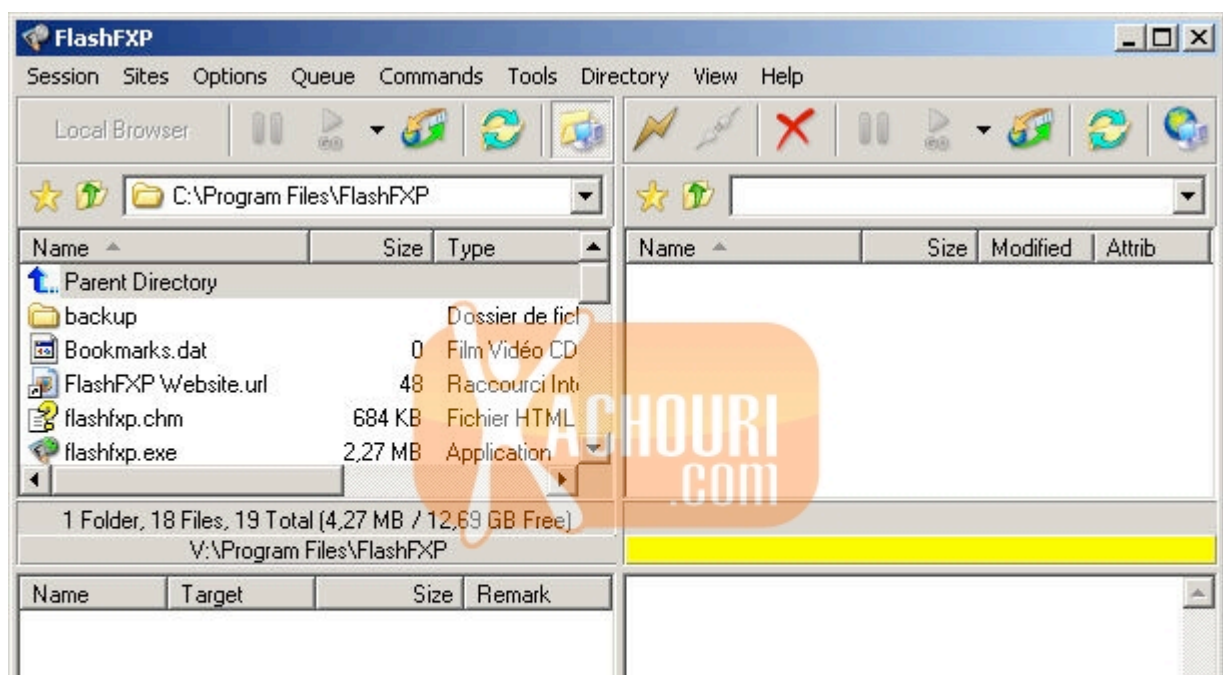 FlashFXP
Session Sites Options Queue Commands Tools Directory View Help
Local Browser GO GO
C:\Program Files\FlashFXP
Name Size Type Name Size Modified Attrib
Parent Directory
backup Dossier de fic
Bookmarks.dat 0 Film Vidéo CD
FlashFXP Website.url 48 Raccourci Int
flashfxp.chm 684 KB Fichier HTML
flashfxp.exe 2,27 MB Application
KACHOURI
.COM
1 Folder, 18 Files, 19 Total (4,27 MB / 12,69 GB Free)
V:\Program Files\FlashFXP
Name Target Size Remark